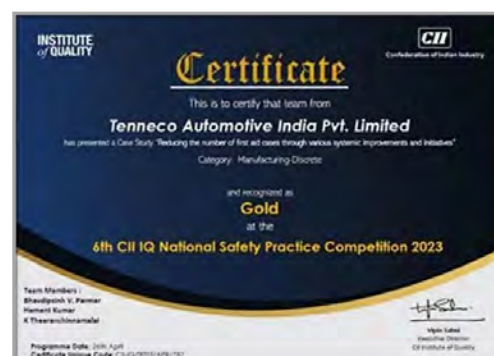 INSTITUTE
of QUALITY
CII
Confederation of Indian Industry
Certificate
This is to certify that team from
Tenneco Automotive India Pvt. Limited
has presented a Case Study "Reducing the number of first aid cases through various systemic improvements and initiatives"
Category: Manufacturing-Discrete
and recognized as
Gold
at the
6th CII IQ National Safety Practice Competition 2023
Team Members :
Bhavdipsinh V. Parmar
Hement Kumar
K Theeranchinnamalai
Executive Director
CII Institute of Quality
Programme Date: 26th April
Certificate Unique Code: